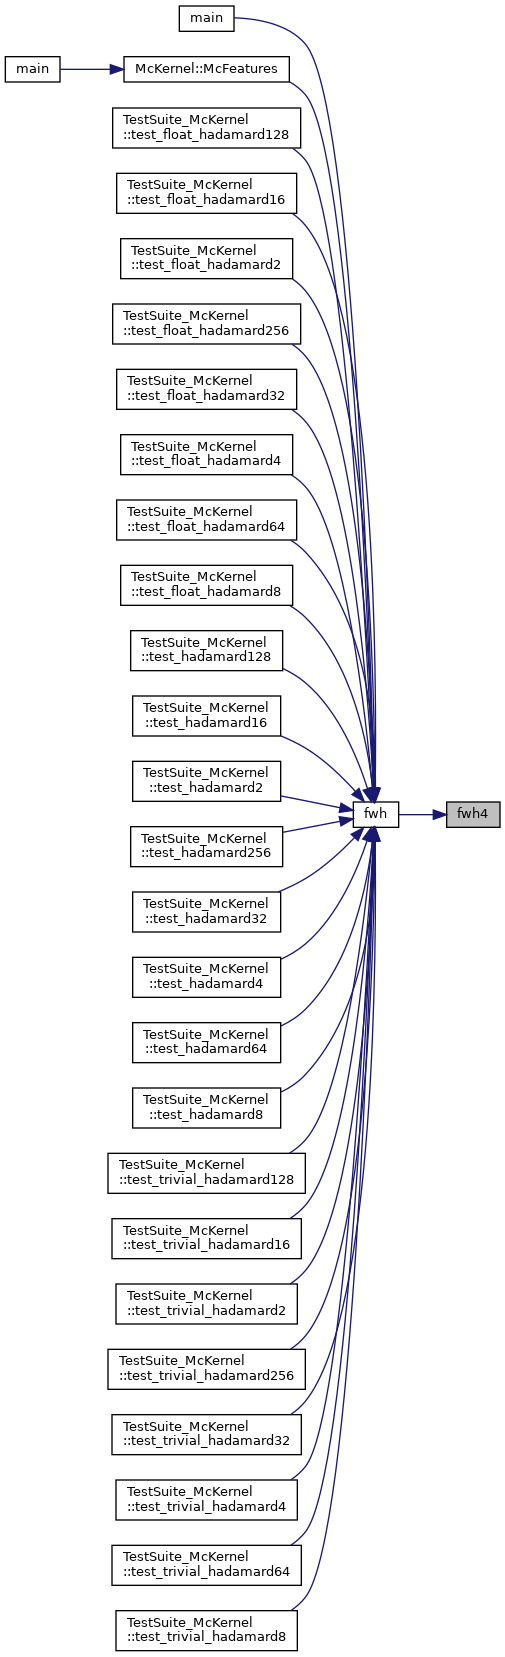 main
main
McKernel::McFeatures
TestSuite_McKernel
::test_float_hadamard128
TestSuite_McKernel
::test_float_hadamard16
TestSuite_McKernel
::test_float_hadamard2
TestSuite_McKernel
::test_float_hadamard256
TestSuite_McKernel
::test_float_hadamard32
TestSuite_McKernel
::test_float_hadamard4
TestSuite_McKernel
::test_float_hadamard64
TestSuite_McKernel
::test_float_hadamard8
TestSuite_McKernel
::test_hadamard128
TestSuite_McKernel
::test_hadamard16
TestSuite_McKernel
::test_hadamard2
fwh
fwh4
TestSuite_McKernel
::test_hadamard256
TestSuite_McKernel
::test_hadamard32
TestSuite_McKernel
::test_hadamard4
TestSuite_McKernel
::test_hadamard64
TestSuite_McKernel
::test_hadamard8
TestSuite_McKernel
::test_trivial_hadamard128
TestSuite_McKernel
::test_trivial_hadamard16
TestSuite_McKernel
::test_trivial_hadamard2
TestSuite_McKernel
::test_trivial_hadamard256
TestSuite_McKernel
::test_trivial_hadamard32
TestSuite_McKernel
::test_trivial_hadamard4
TestSuite_McKernel
::test_trivial_hadamard64
TestSuite_McKernel
::test_trivial_hadamard8